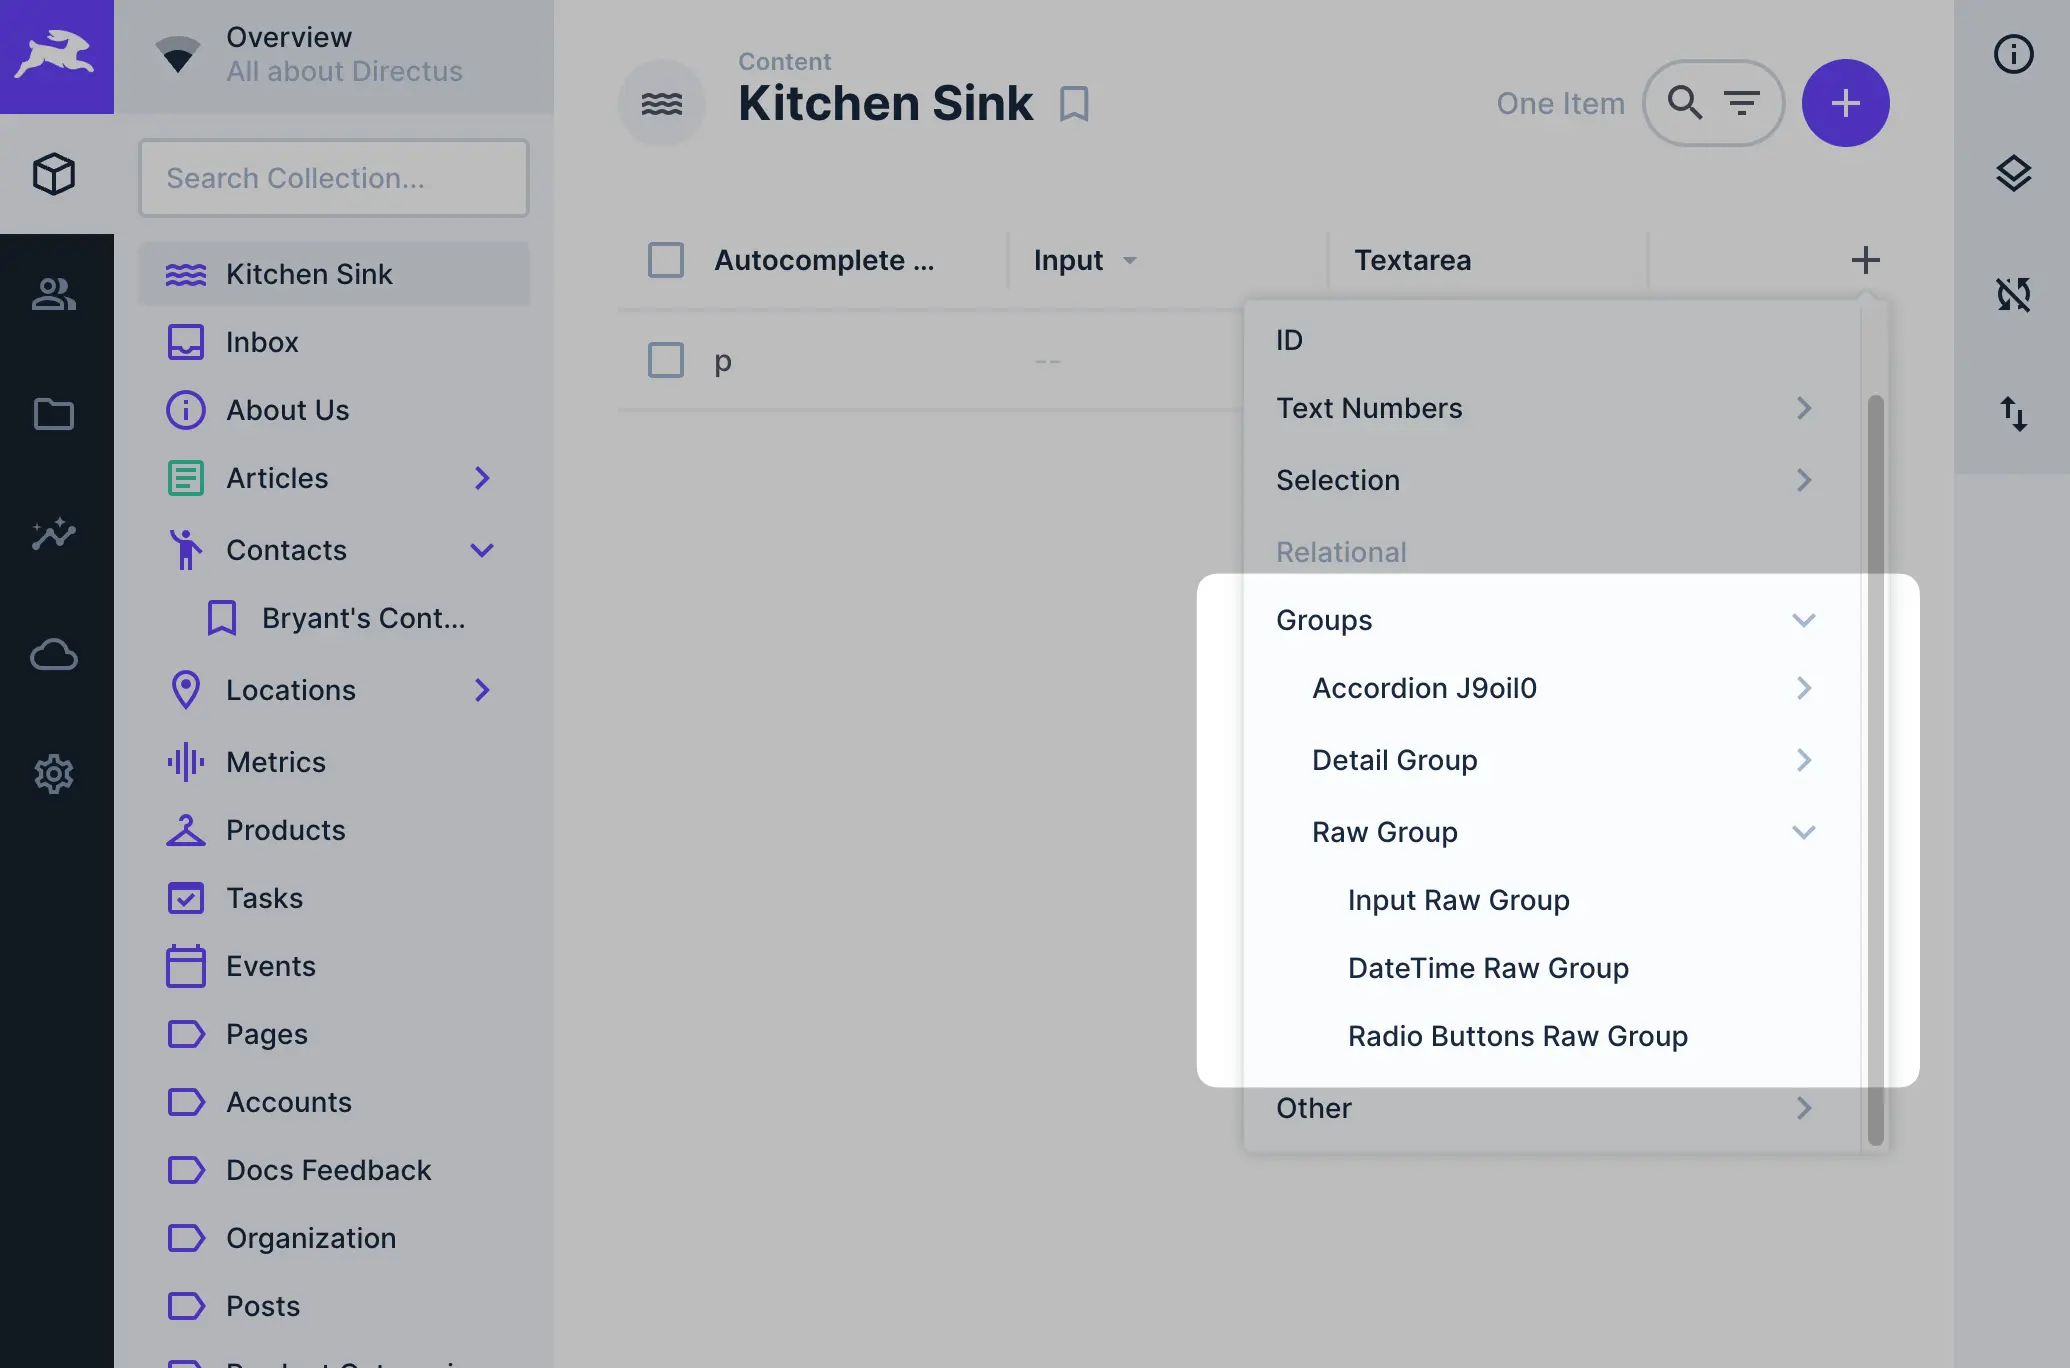 Overview
All about Directus
Search Collection...
Kitchen Sink
Inbox
About Us
Articles
Contacts
Bryant's Cont...
Locations
Metrics
Products
Tasks
Events
Pages
Accounts
Docs Feedback
Organization
Posts
Content
Kitchen Sink
One Item
Autocomplete ...
Input
Textarea
p
--
ID
Text Numbers
Selection
Relational
Groups
Accordion J9oil0
Detail Group
Raw Group
Input Raw Group
DateTime Raw Group
Radio Buttons Raw Group
Other